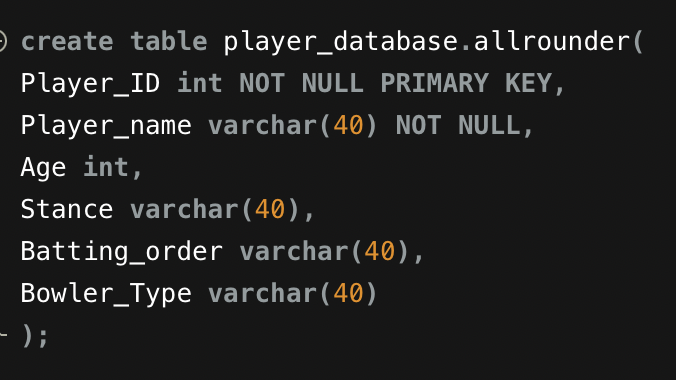 create table player_database.allrounder(
Player_ID int NOT NULL PRIMARY KEY,
Player_name varchar(40) NOT NULL,
Age int,
Stance varchar(40),
Batting_order varchar(40),
Bowler_Type varchar(40)
);